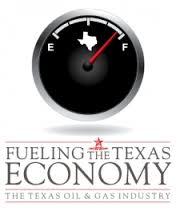 E F
FUELING THE TEXAS
ECONOMY
THE TEXAS OIL & GAS INDUSTRY